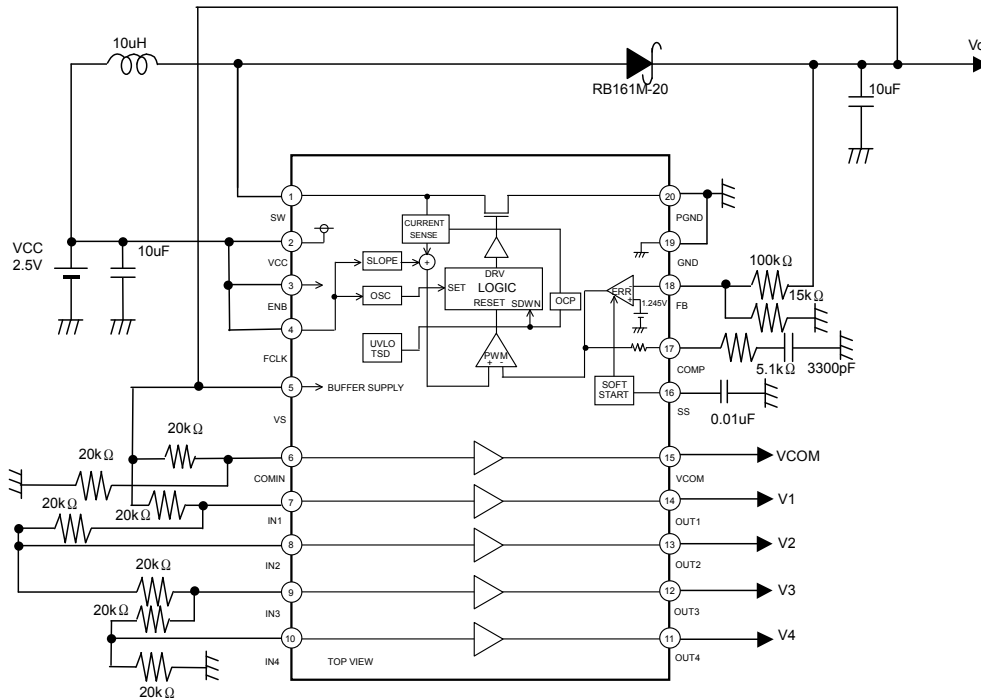 10uH
Vo
RB161M-20
10uF
1
20
SW
PGND
CURRENT
SENSE
VCC
2.5V
10uF
2
19
VCC
GND
SLOPE
+
DRV
LOGIC
SET
RESET
SDWN
OCP
ERR
+
1.245V
100kΩ
15kΩ
3
18
ENB
FB
OSC
4
17
FCLK
COMP
5.1kΩ
3300pF
UVLO
TSD
PWM
+ -
SOFT
START
5
BUFFER SUPPLY
16
VS
SS
0.01uF
20kΩ
20kΩ
6
15
VCOM
COMIN
VCOM
20kΩ
20kΩ
7
14
V1
IN1
OUT1
8
13
V2
IN2
OUT2
20kΩ
9
12
V3
IN3
OUT3
20kΩ
10
11
V4
IN4
TOP VIEW
OUT4
20kΩ